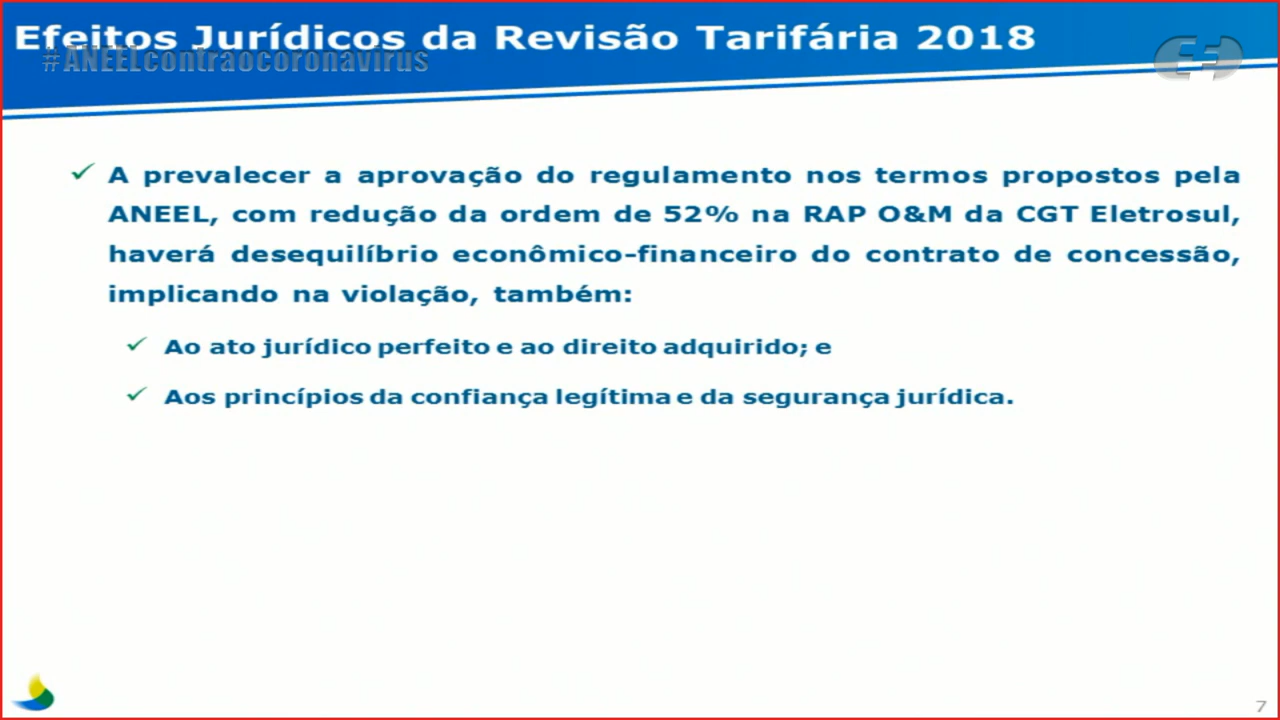 Efeitos Jurídicos da Revisão Tarifária 2018
#ANEELcontraocoronavirus
A prevalecer a aprovação do regulamento nos termos propostos pela
ANEEL, com redução da ordem de 52% na RAP O&M da CGT Eletrosul,
haverá desequilíbrio econômico-financeiro do contrato de concessão,
implicando na violação, também:
Ao ato jurídico perfeito e ao direito adquirido; e
Aos princípios da confiança legítima e da segurança jurídica.
7